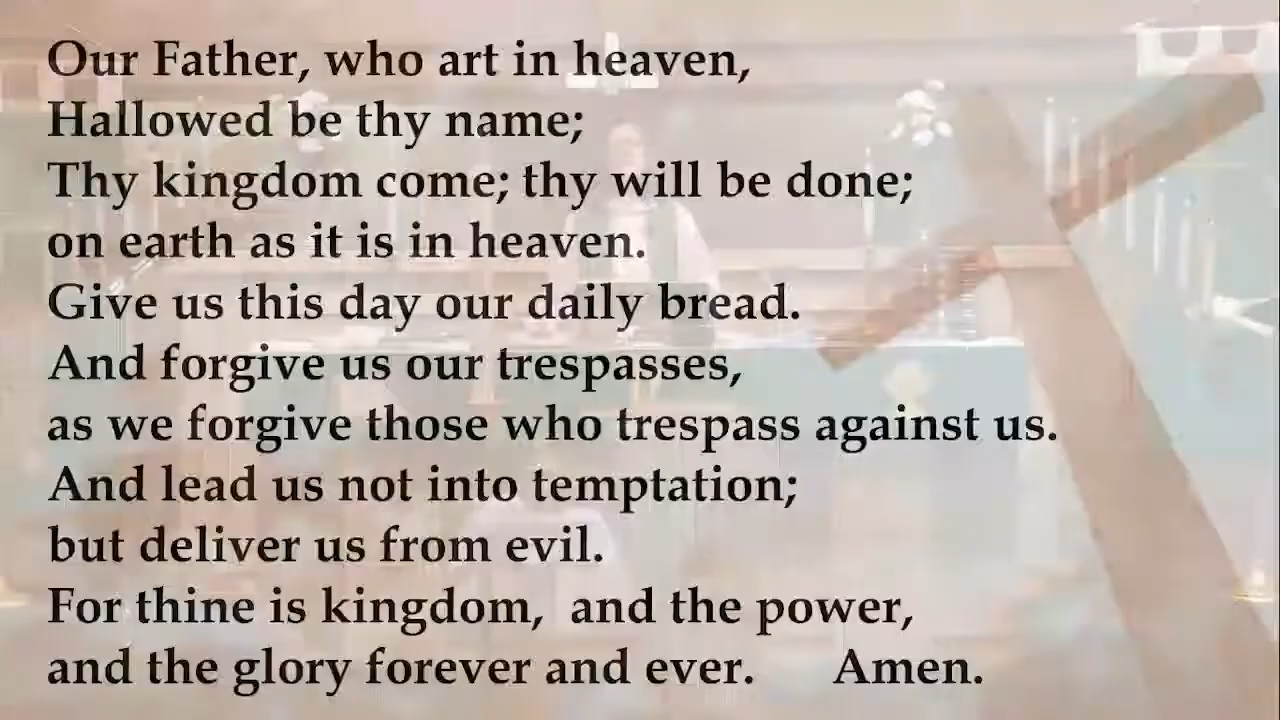 Our Father, who art in heaven,
Hallowed be thy name;
Thy kingdom come; thy will be done;
on earth as it is in heaven.
Give us this day our daily bread.
And forgive us our trespasses,
as we forgive those who trespass against us.
And lead us not into temptation;
but deliver us from evil.
For thine is kingdom,  and the power,
and the glory forever and ever.      Amen.